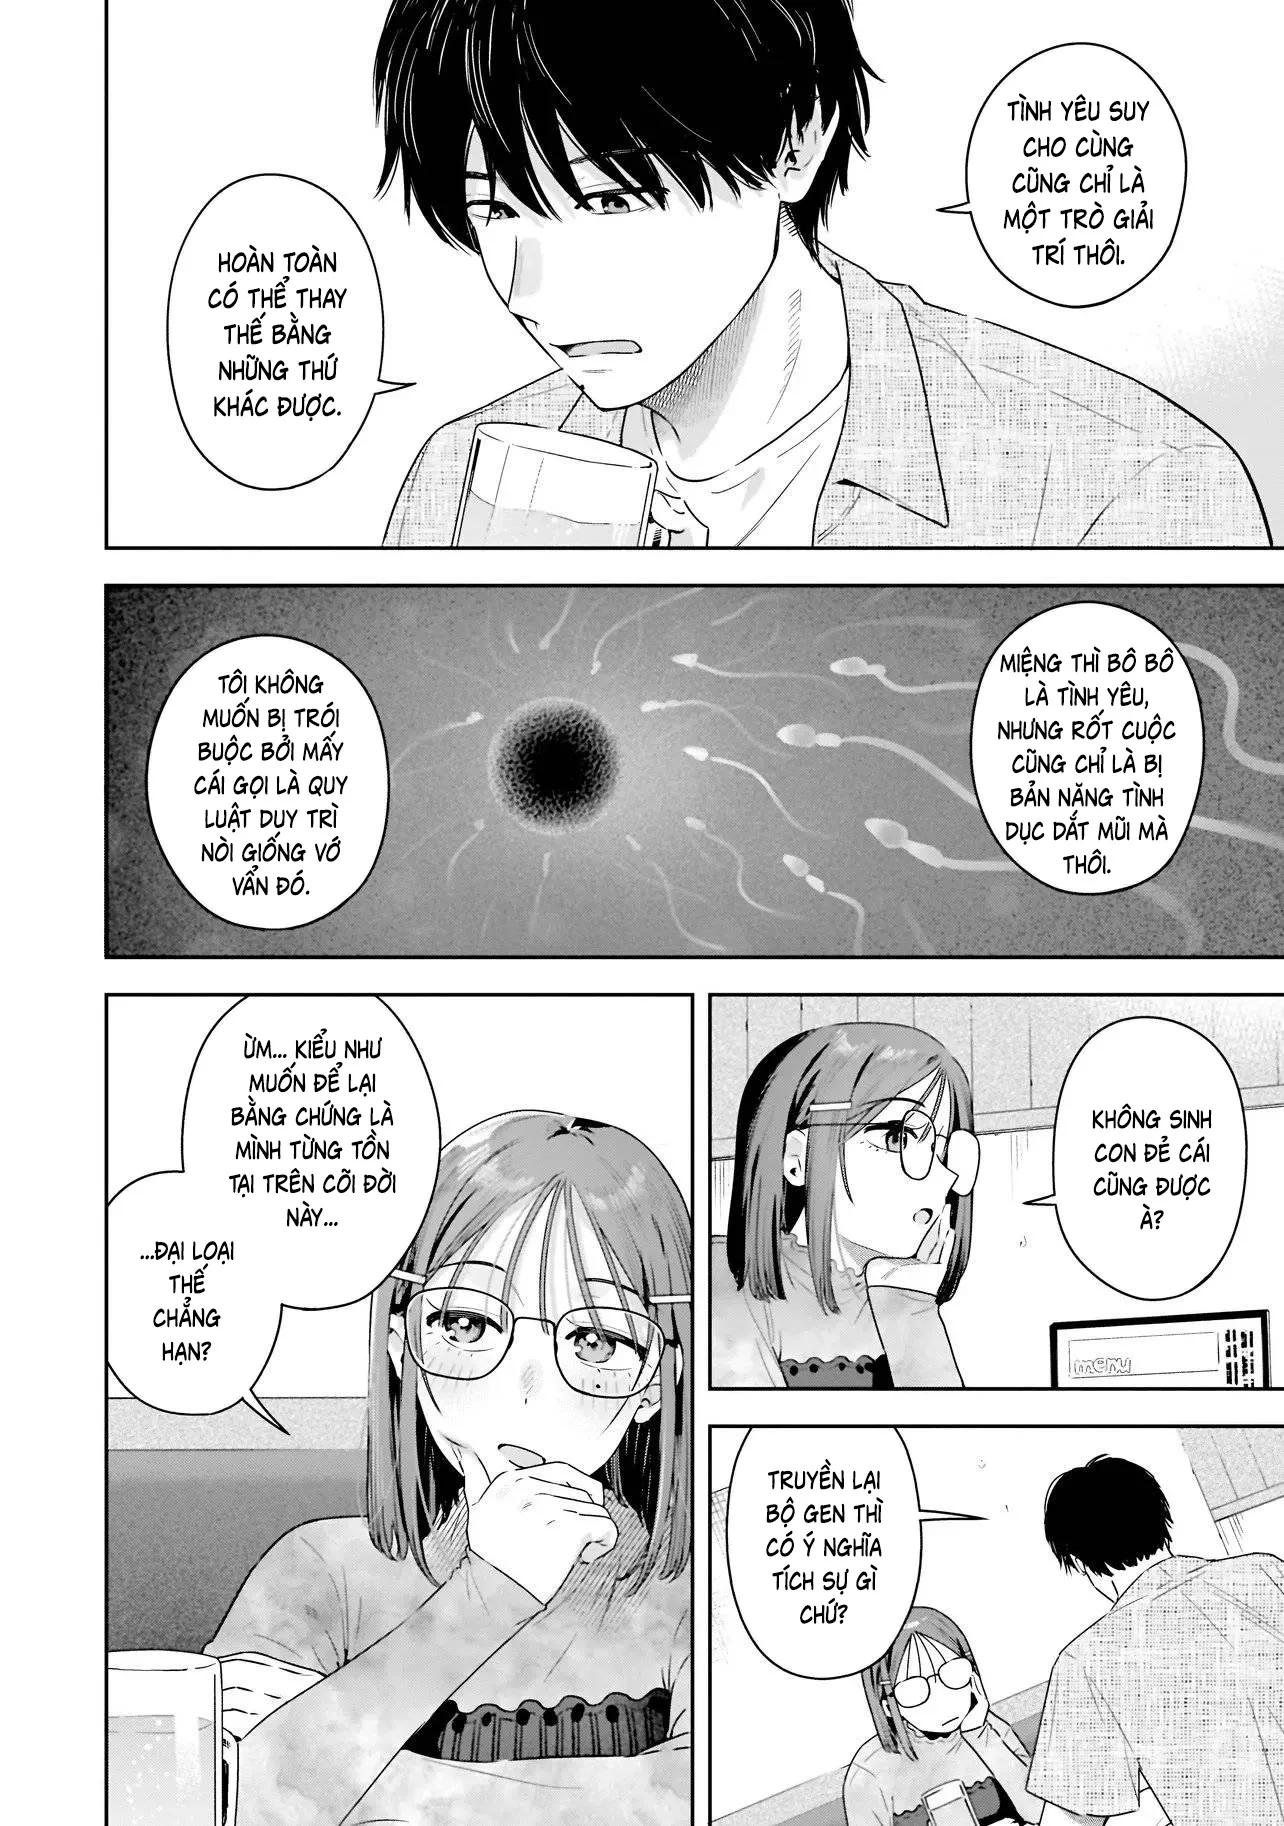 TÌNH YÊU SUY
CHO CÙNG
CŨNG CHỈ LÀ
MỘT TRÒ GIẢI
TRÍ THÔI.
HOÀN TOÀN
CÓ THỂ THAY
THẾ BẰNG
NHỮNG THỨ
KHÁC ĐƯỢC.
MIỆNG THÌ BÔ BÔ
LÀ TÌNH YÊU,
NHƯNG RỐT CUỘC
CŨNG CHỈ LÀ BỊ
BẢN NĂNG TÌNH
DỤC DẮT MŨI MÀ
THÔI.
TÔI KHÔNG
MUỐN BỊ TRÓI
BUỘC BỞI MẤY
CÁI GỌI LÀ QUY
LUẬT DUY TRÌ
NÒI GIỐNG VỚ
VẨN ĐÓ.
KHÔNG SINH
CON ĐẺ CÁI
CŨNG ĐƯỢC
À?
menu
TRUYỀN LẠI
BỘ GEN THÌ
CÓ Ý NGHĨA
TÍCH SỰ GÌ
CHỨ?
ỪM... KIỂU NHƯ
MUỐN ĐỂ LẠI
BẰNG CHỨNG LÀ
MÌNH TỪNG TỒN
TẠI TRÊN CÕI ĐỜI
NÀY...
...ĐẠI LOẠI
THẾ
CHẲNG
HẠN?